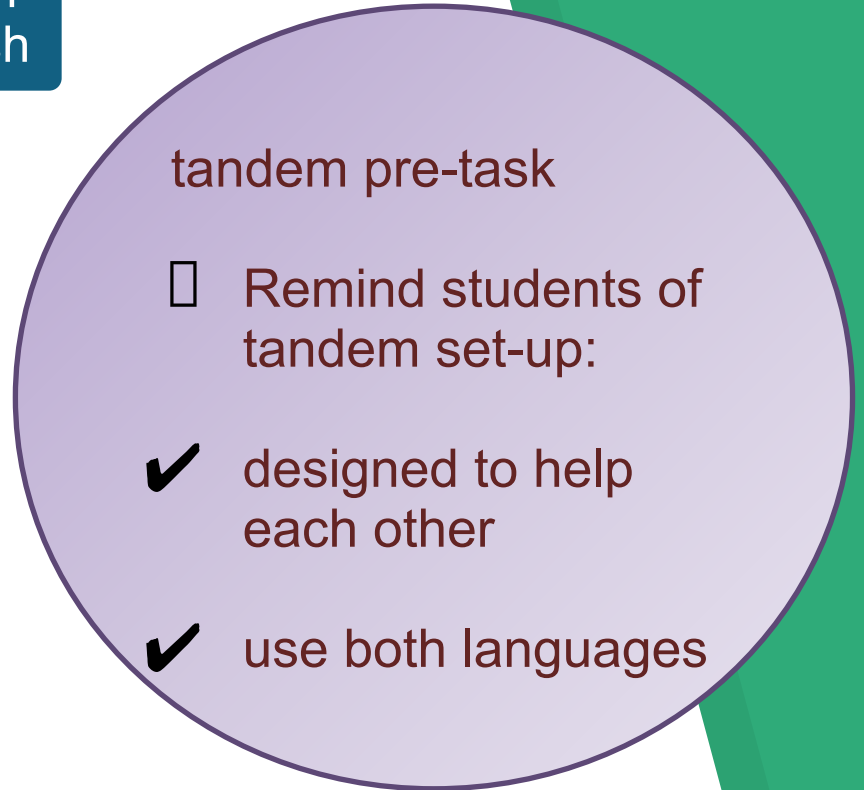 tandem pre-task
Remind students of
tandem set-up:
✔ designed to help
each other
✔ use both languages